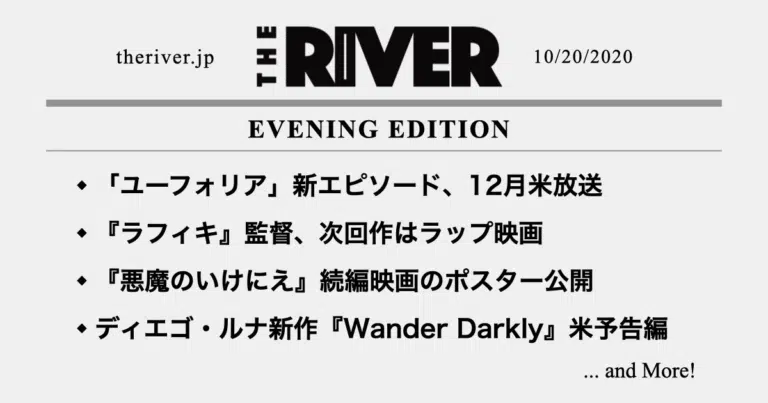 theriver.jp
THE RIVER
10/20/2020
EVENING EDITION
◆ 「ユーフォリア」新エピソード、12月米放送
◆ 『ラフィキ』監督、次回作はラップ映画
◆ 『悪魔のいけにえ』続編映画のポスター公開
◆ ディエゴ・ルナ新作『Wander Darkly』米予告編
... and More!